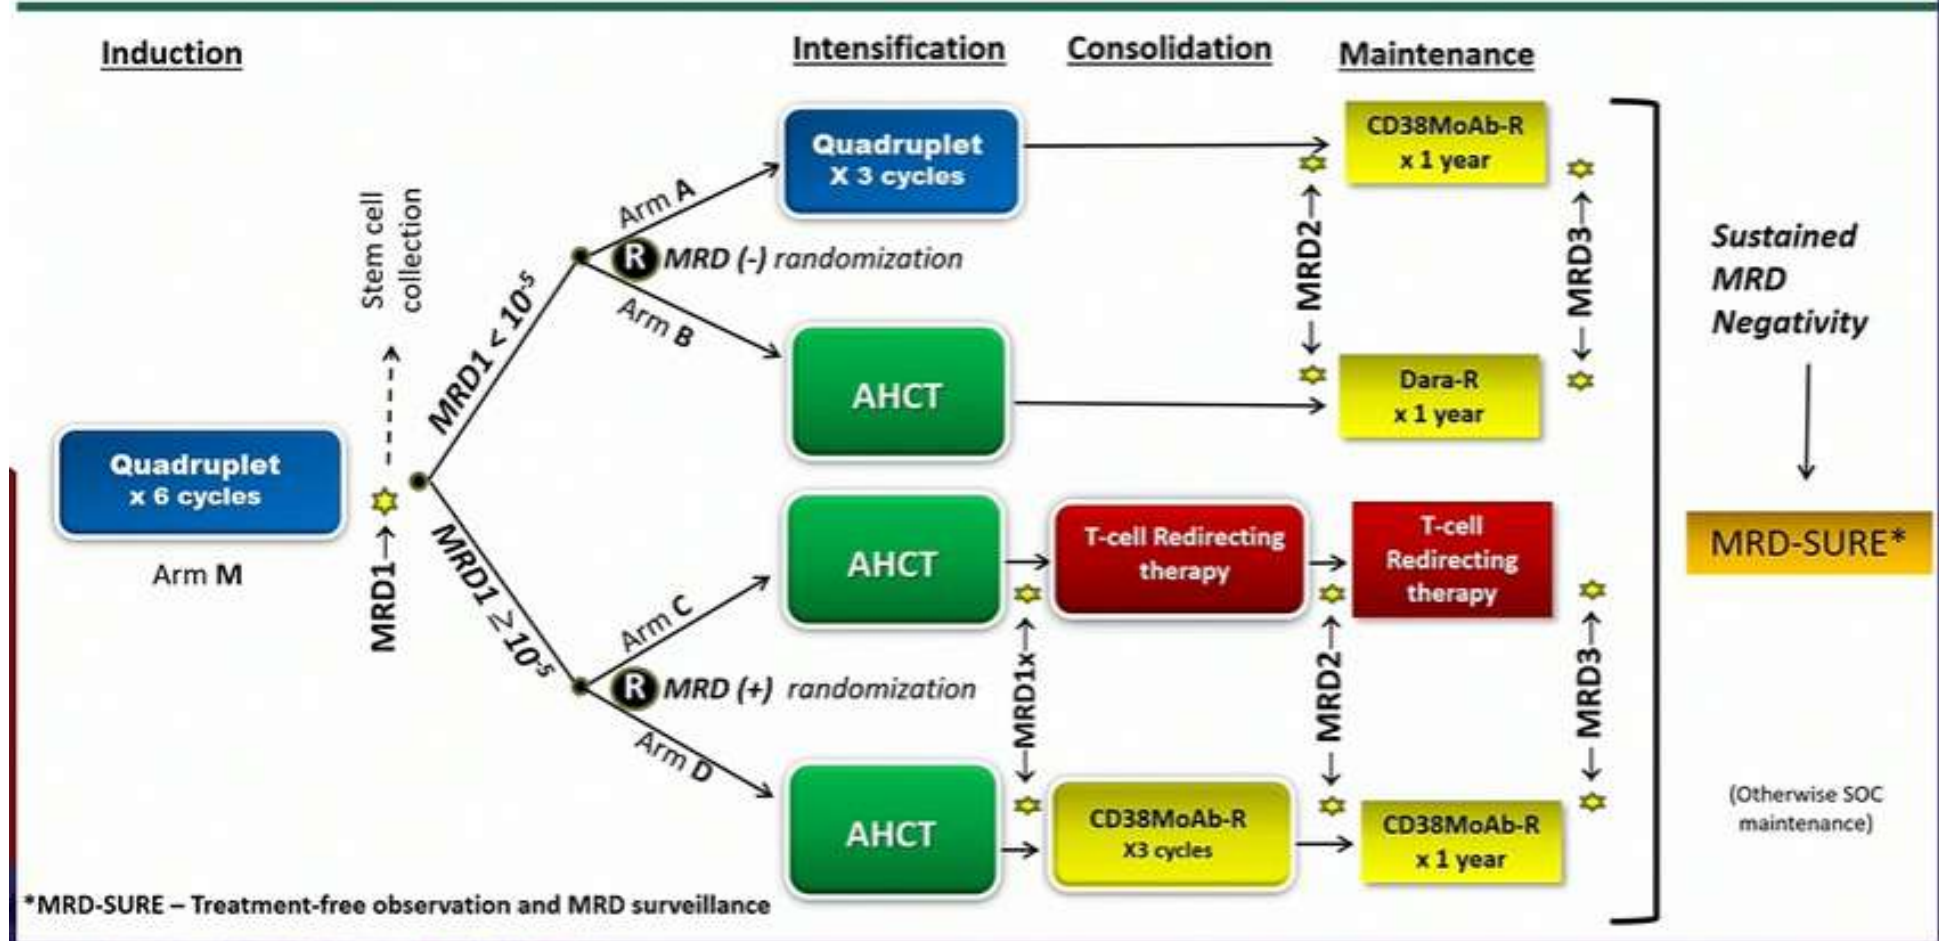 Induction
Intensification
Consolidation
Maintenance
Quadruplet
x 6 cycles
Arm M
MRD1
Stem cell
collection
MRD1 < 10-5
MRD1 ≥ 10-5
Arm A
R MRD (-) randomization
Arm B
Quadruplet
X 3 cycles
CD38MoAb-R
x 1 year
MRD2
MRD3
AHCT
Dara-R
x 1 year
Arm C
R MRD (+) randomization
Arm D
AHCT
T-cell Redirecting
therapy
T-cell
Redirecting
therapy
MRD1x
MRD2
MRD3
AHCT
CD38MoAb-R
X3 cycles
CD38MoAb-R
x 1 year
Sustained
MRD
Negativity
MRD-SURE*
(Otherwise SOC
maintenance)
*MRD-SURE – Treatment-free observation and MRD surveillance